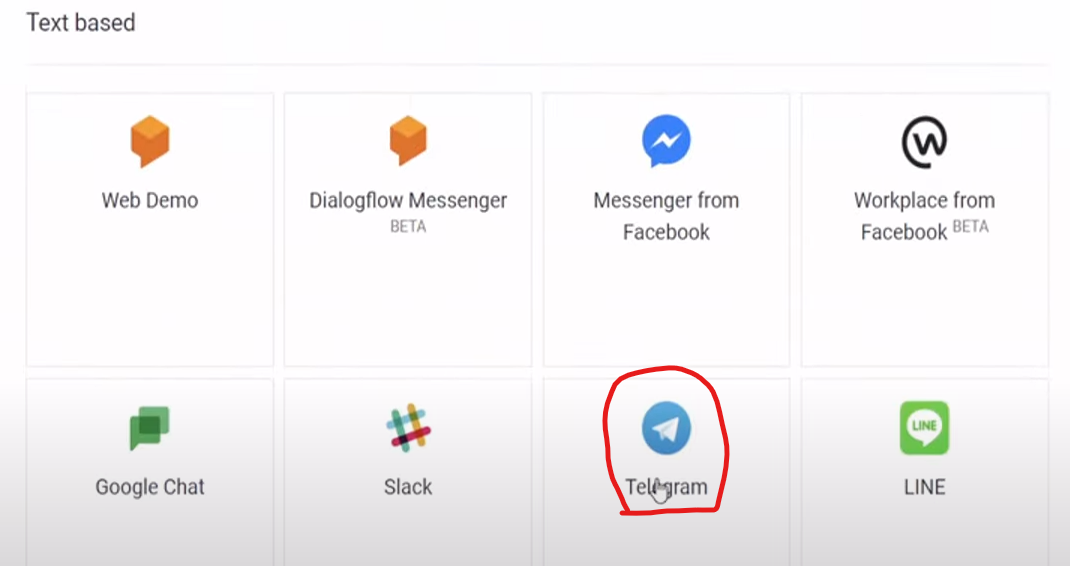 Text based
Web Demo
Dialogflow Messenger
BETA
Messenger from
Facebook
Workplace from
Facebook BETA
Google Chat
Slack
Telegram
LINE
LINE